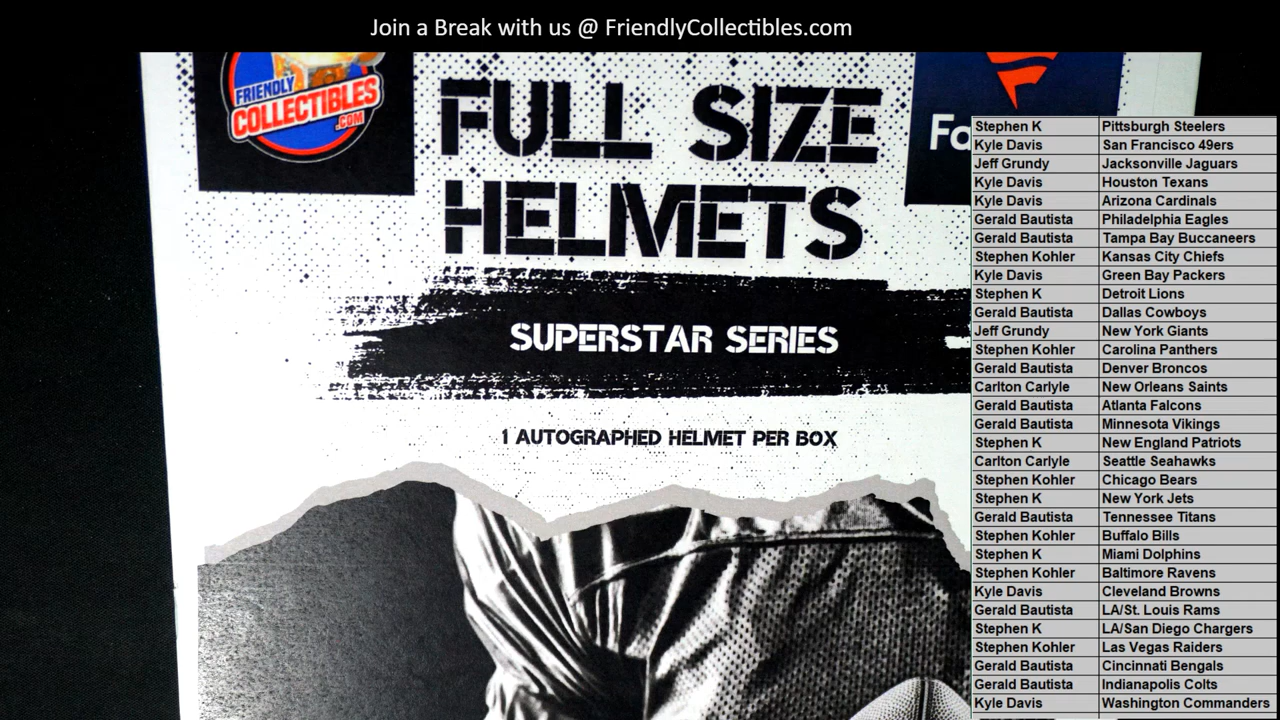 Join a Break with us @ FriendlyCollectibles.com
FRIENDLY
COLLECTIBLES
.COM
FULL SIZE
HELMETS
Fo
SUPERSTAR SERIES
1 AUTOGRAPHED HELMET PER BOX
Stephen K Pittsburgh Steelers
Kyle Davis San Francisco 49ers
Jeff Grundy Jacksonville Jaguars
Kyle Davis Houston Texans
Kyle Davis Arizona Cardinals
Gerald Bautista Philadelphia Eagles
Gerald Bautista Tampa Bay Buccaneers
Stephen Kohler Kansas City Chiefs
Kyle Davis Green Bay Packers
Stephen K Detroit Lions
Gerald Bautista Dallas Cowboys
Jeff Grundy New York Giants
Stephen Kohler Carolina Panthers
Gerald Bautista Denver Broncos
Carlton Carlyle New Orleans Saints
Gerald Bautista Atlanta Falcons
Gerald Bautista Minnesota Vikings
Stephen K New England Patriots
Carlton Carlyle Seattle Seahawks
Stephen Kohler Chicago Bears
Stephen K New York Jets
Gerald Bautista Tennessee Titans
Stephen Kohler Buffalo Bills
Stephen K Miami Dolphins
Stephen Kohler Baltimore Ravens
Kyle Davis Cleveland Browns
Gerald Bautista LA/St. Louis Rams
Stephen K LA/San Diego Chargers
Stephen Kohler Las Vegas Raiders
Gerald Bautista Cincinnati Bengals
Gerald Bautista Indianapolis Colts
Kyle Davis Washington Commanders